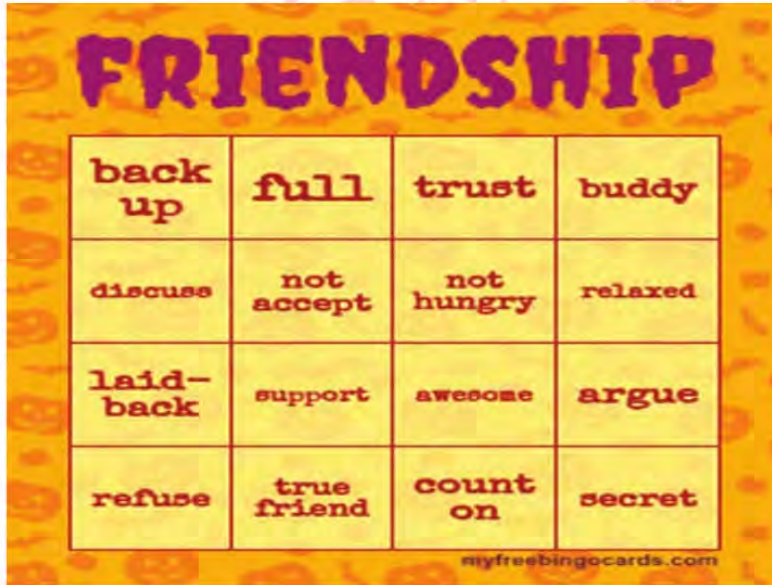 FRIENDSHIP
back up
full
trust
buddy
discuss
not accept
not hungry
relaxed
laid-back
support
awesome
argue
refuse
true friend
count on
secret
myfreebingocards.com